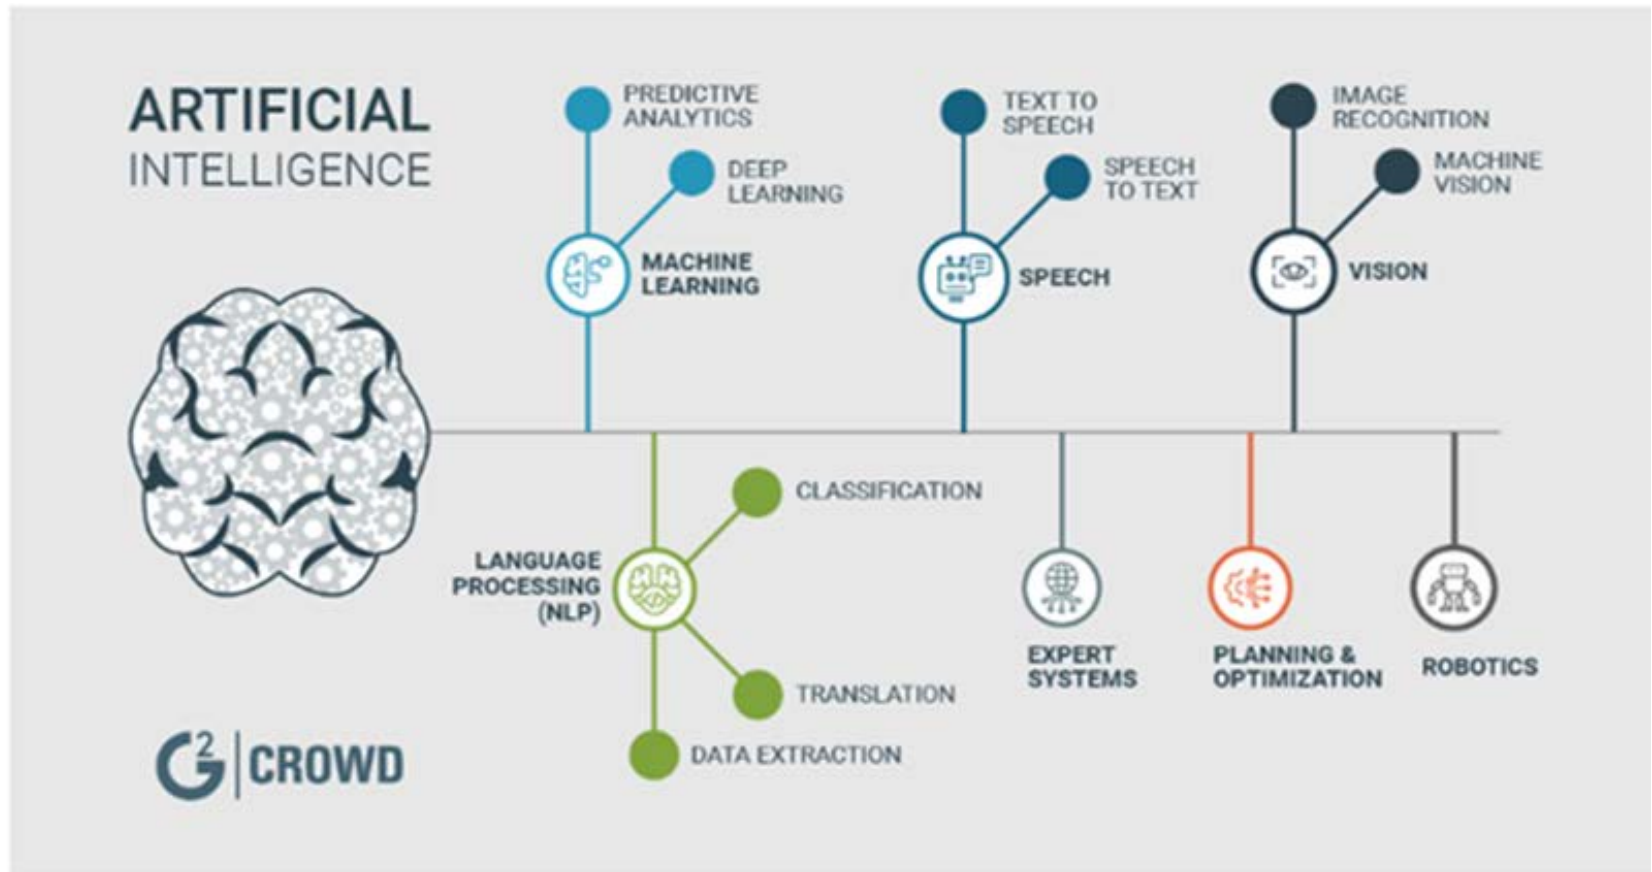 ARTIFICIAL
INTELLIGENCE
PREDICTIVE
ANALYTICS
DEEP
LEARNING
MACHINE
LEARNING
TEXT TO
SPEECH
SPEECH
TO TEXT
SPEECH
IMAGE
RECOGNITION
MACHINE
VISION
VISION
LANGUAGE
PROCESSING
(NLP)
CLASSIFICATION
TRANSLATION
DATA EXTRACTION
EXPERT
SYSTEMS
PLANNING &
OPTIMIZATION
ROBOTICS
G2 | CROWD